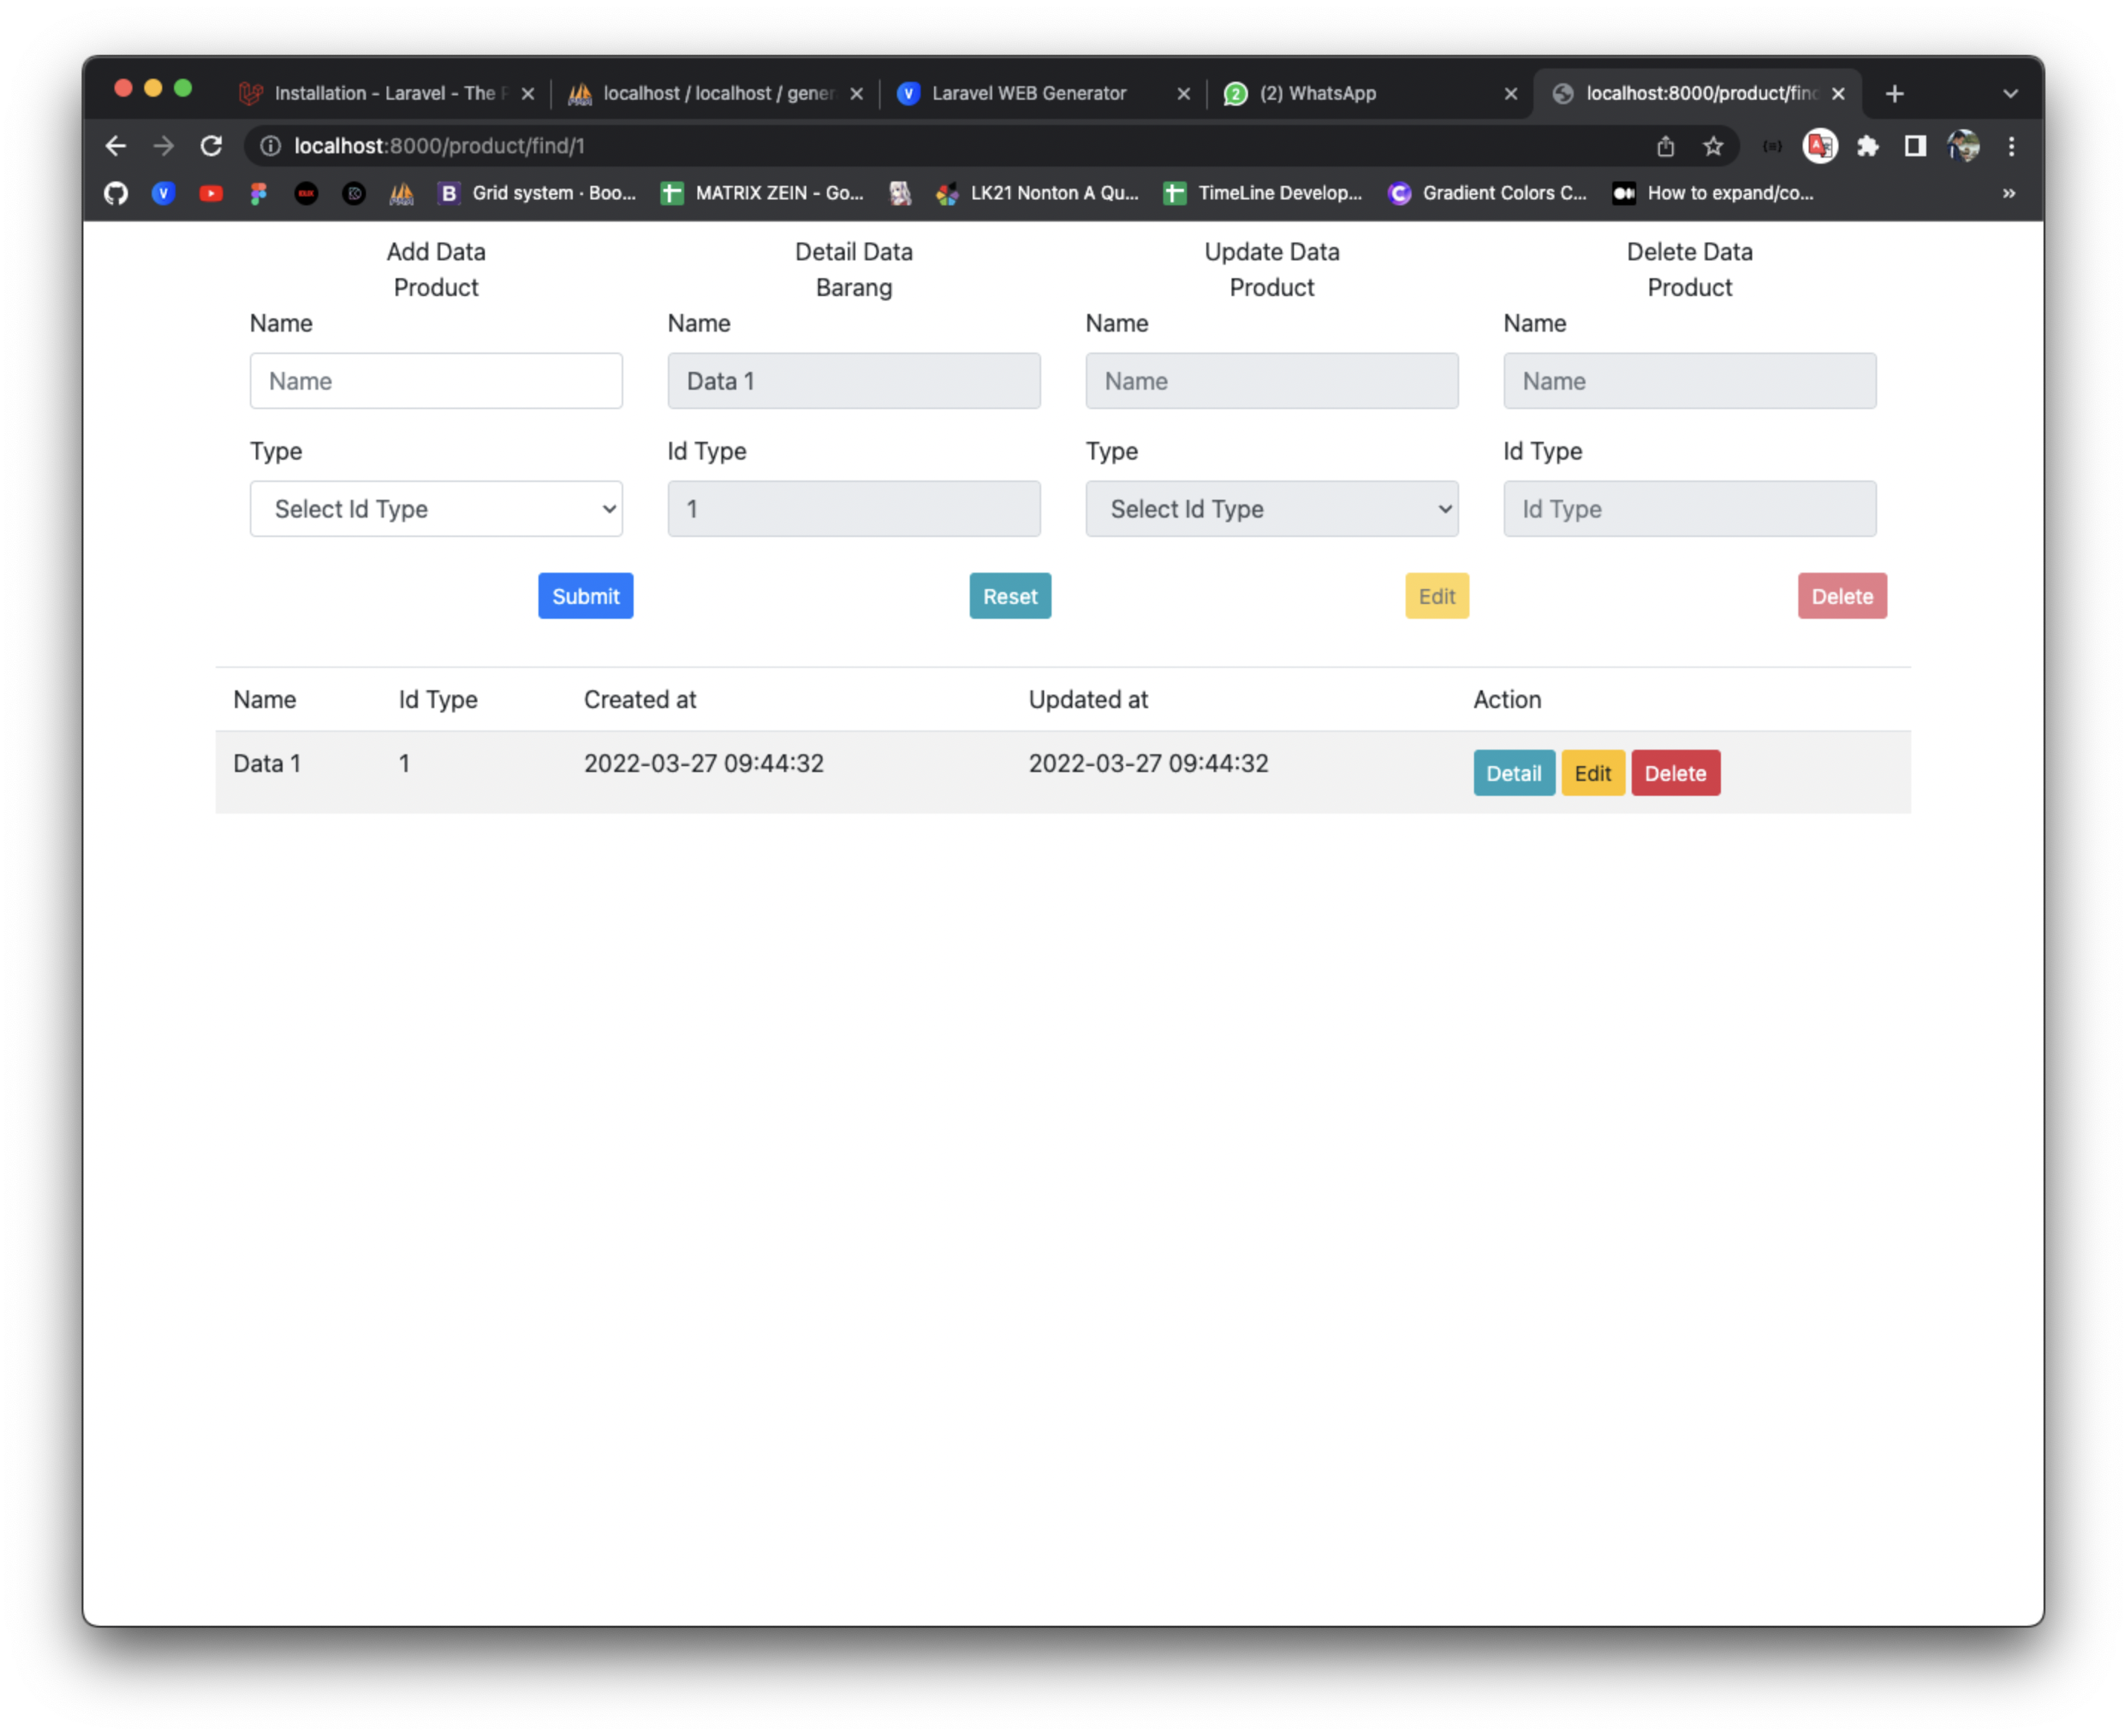 Installation - Laravel - The
localhost / localhost / gener
Laravel WEB Generator
2 (2) WhatsApp
localhost:8000/product/find
localhost:8000/product/find/1
Grid system · Boo...
MATRIX ZEIN - Go...
LK21 Nonton A Qu...
TimeLine Develop...
Gradient Colors C...
How to expand/co...
Add Data
Product
Name
Name
Type
Select Id Type
Submit
Detail Data
Barang
Name
Data 1
Id Type
1
Reset
Update Data
Product
Name
Name
Type
Select Id Type
Edit
Delete Data
Product
Name
Name
Id Type
Id Type
Delete
Name Id Type Created at Updated at Action
Data 1 1 2022-03-27 09:44:32 2022-03-27 09:44:32 Detail Edit Delete